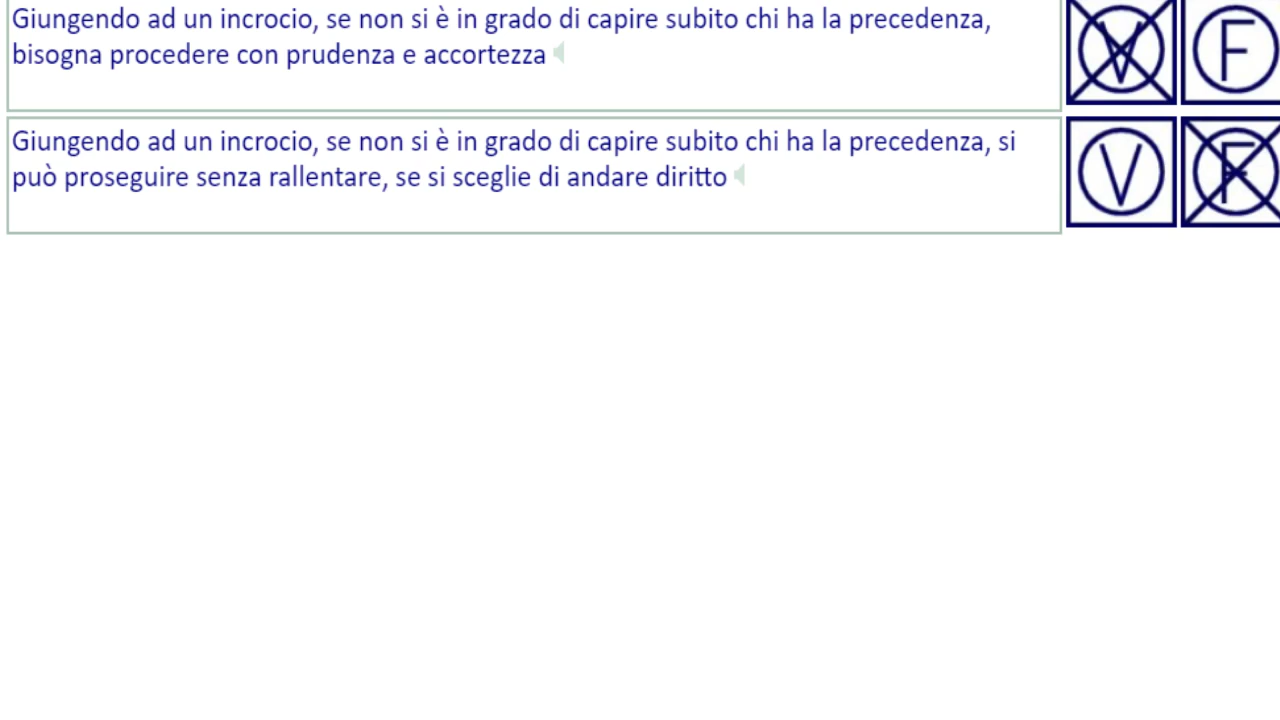 Giungendo ad un incrocio, se non si è in grado di capire subito chi ha la precedenza,
bisogna procedere con prudenza e accortezza
V F
Giungendo ad un incrocio, se non si è in grado di capire subito chi ha la precedenza, si
può proseguire senza rallentare, se si sceglie di andare diritto
V F